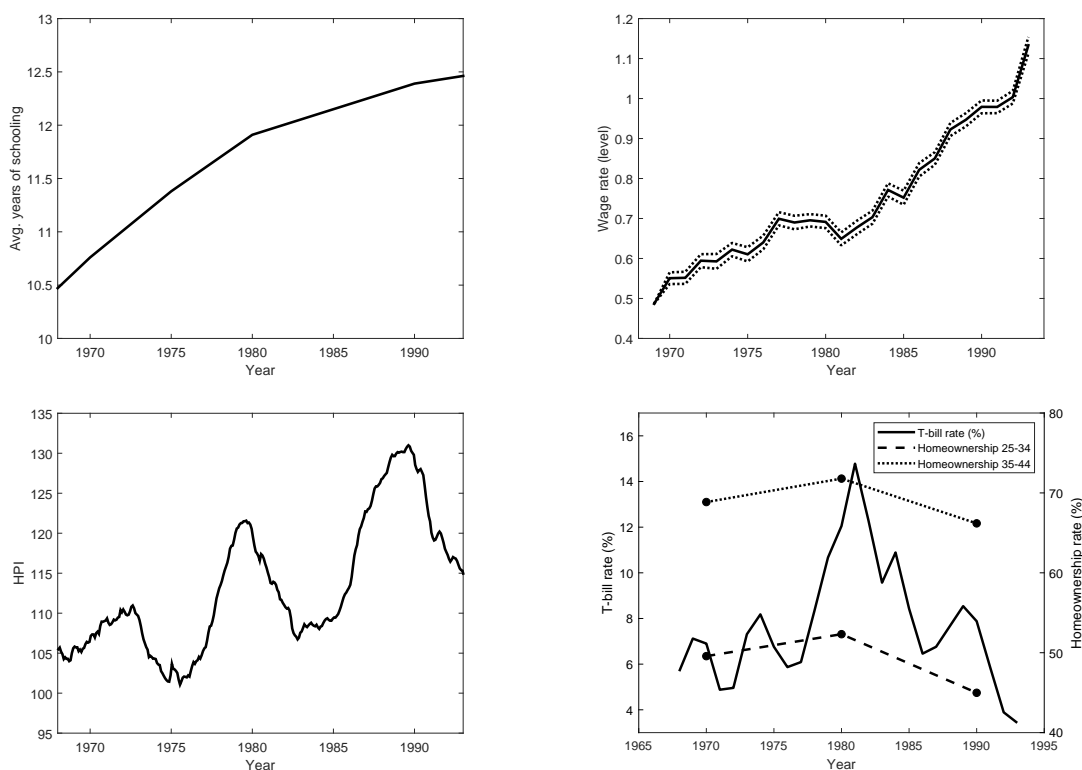 13
12.5
12
11.5
11
10.5
10
Avg. years of schooling
1970 1975 1980 1985 1990
Year
1.2
1.1
1
0.9
0.8
0.7
0.6
0.5
0.4
Wage rate (level)
1970 1975 1980 1985 1990
Year
135
130
125
120
115
110
105
100
95
HPI
1970 1975 1980 1985 1990
Year
16
14
12
10
8
6
4
T-bill rate (%)
T-bill rate (%)
Homeownership 25-34
Homeownership 35-44
80
70
60
50
40
Homeownership rate (%)
1965 1970 1975 1980 1985 1990 1995
Year